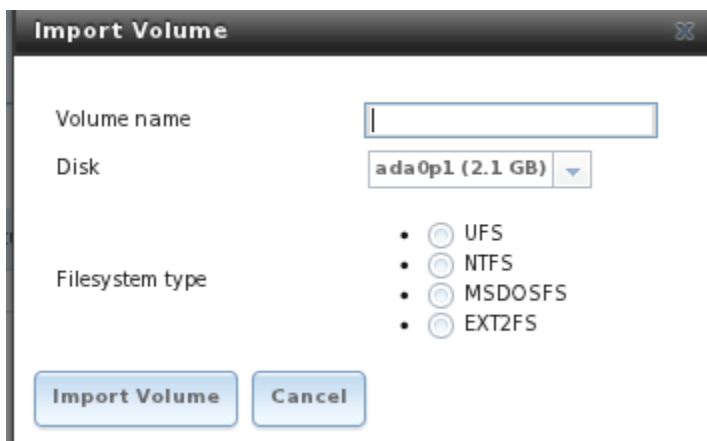 Import Volume
Volume name
Disk
ada0p1 (2.1 GB)
Filesystem type
UFS
NTFS
MSDOSFS
EXT2FS
Import Volume
Cancel